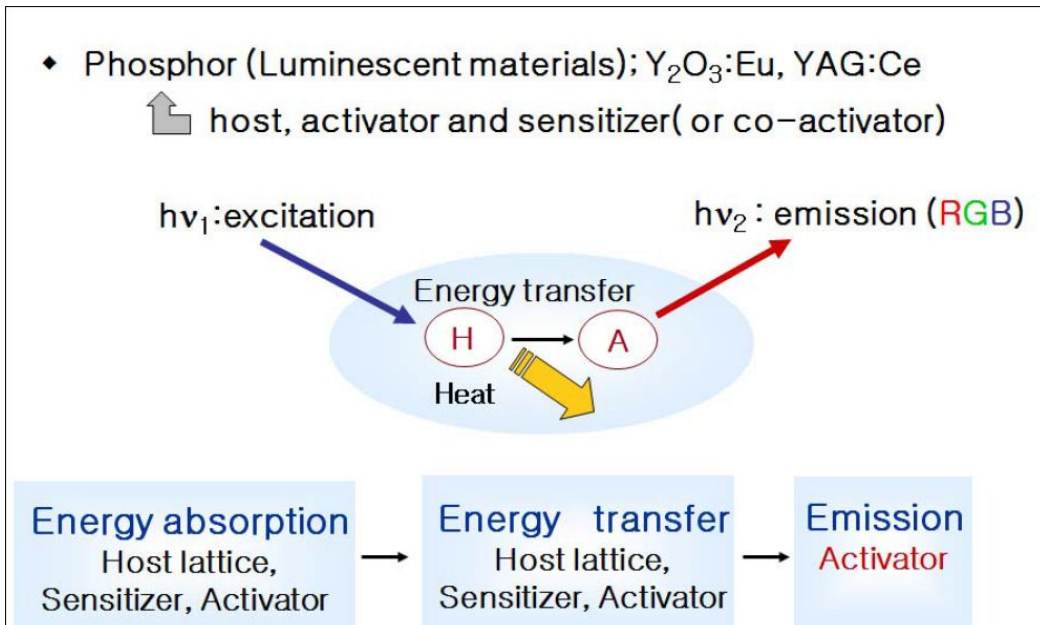 ◆ Phosphor (Luminescent materials); Y₂O₃:Eu, YAG:Ce
host, activator and sensitizer( or co-activator)
hν₁:excitation
hν₂ : emission (RGB)
Energy transfer
H
A
Heat
Energy absorption
Host lattice,
Sensitizer, Activator
Energy transfer
Host lattice,
Sensitizer, Activator
Emission
Activator